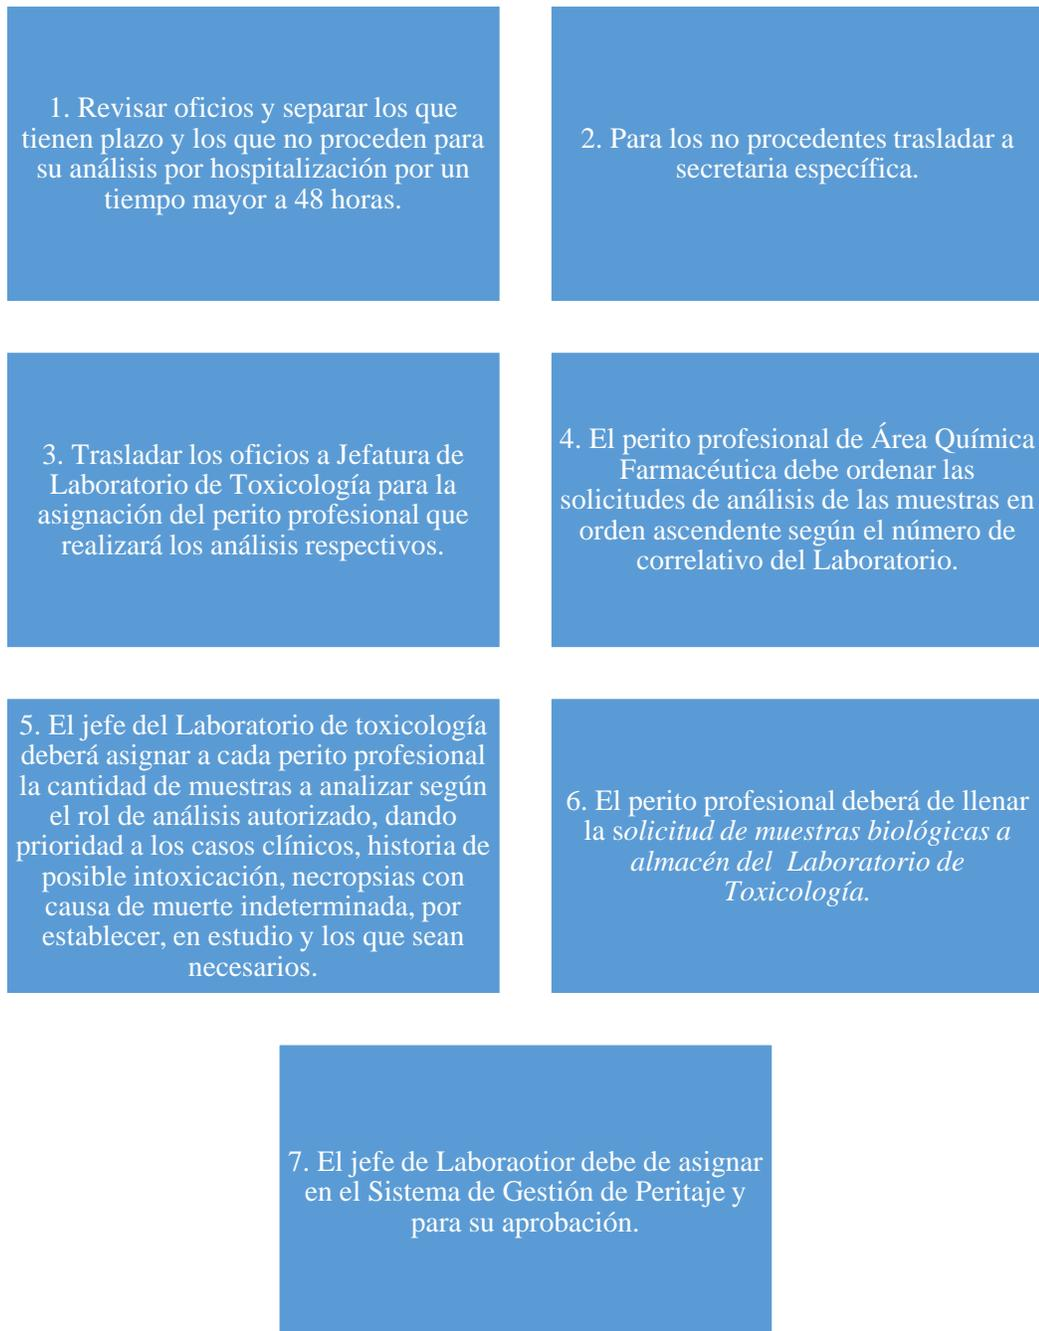 1. Revisar oficios y separar los que
tienen plazo y los que no proceden para
su análisis por hospitalización por un
tiempo mayor a 48 horas.
2. Para los no procedentes trasladar a
secretaria específica.
3. Trasladar los oficios a Jefatura de
Laboratorio de Toxicología para la
asignación del perito profesional que
realizará los análisis respectivos.
4. El perito profesional de Área Química
Farmacéutica debe ordenar las
solicitudes de análisis de las muestras en
orden ascendente según el número de
correlativo del Laboratorio.
5. El jefe del Laboratorio de toxicología
deberá asignar a cada perito profesional
la cantidad de muestras a analizar según
el rol de análisis autorizado, dando
prioridad a los casos clínicos, historia de
posible intoxicación, necropsias con
causa de muerte indeterminada, por
establecer, en estudio y los que sean
necesarios.
6. El perito profesional deberá de llenar
la solicitud de muestras biológicas a
almacén del Laboratorio de
Toxicología.
7. El jefe de Laboraotior debe de asignar
en el Sistema de Gestión de Peritaje y
para su aprobación.